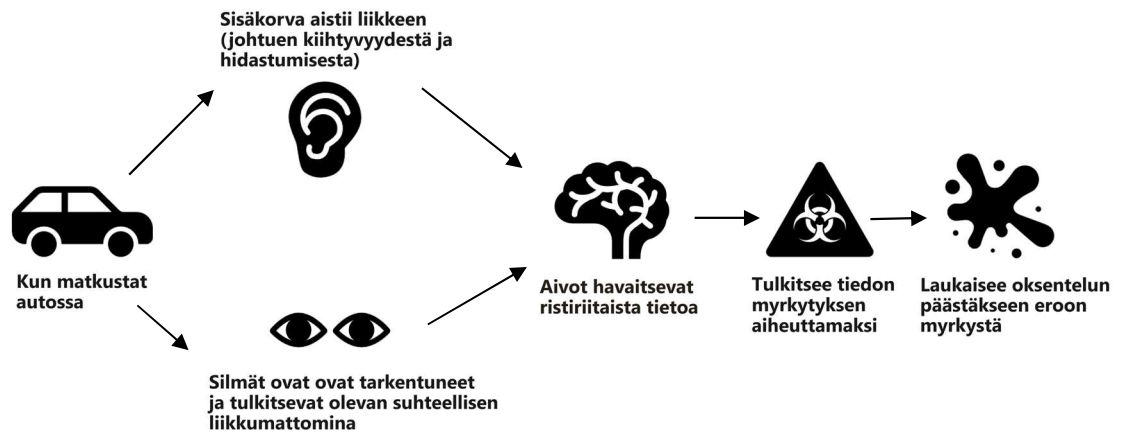 Sisäkorva aistii liikkeen
(johtuen kiihtyvyydestä ja
hidastumisesta)
Kun matkustat
autossa
Silmät ovat ovat tarkentuneet
ja tulkitsevat olevan suhteellisen
liikkumattomina
Aivot havaitsevat
ristiriitaista tietoa
Tulkitsee tiedon
myrkytyksen
aiheuttamaksi
Laukaisee oksentelun
päästäkseen eroon
myrkystä